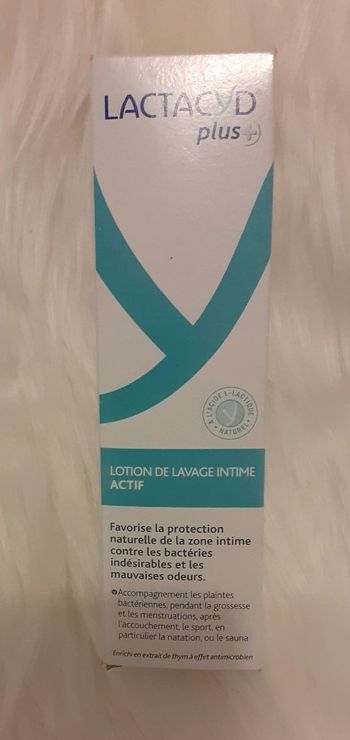 LACTACYD
plus+
À L'ACIDE L-LACTIQUE
• NATUREL •
LOTION DE LAVAGE INTIME
ACTIF
Favorise la protection
naturelle de la zone intime
contre les bactéries
indésirables et les
mauvaises odeurs.
Accompagnement les plaintes
bactériennes, pendant la grossesse
et les menstruations, après
l'accouchement, le sport, en
particulier la natation, ou le sauna
Enrichi en extrait de thym à effet antimicrobien